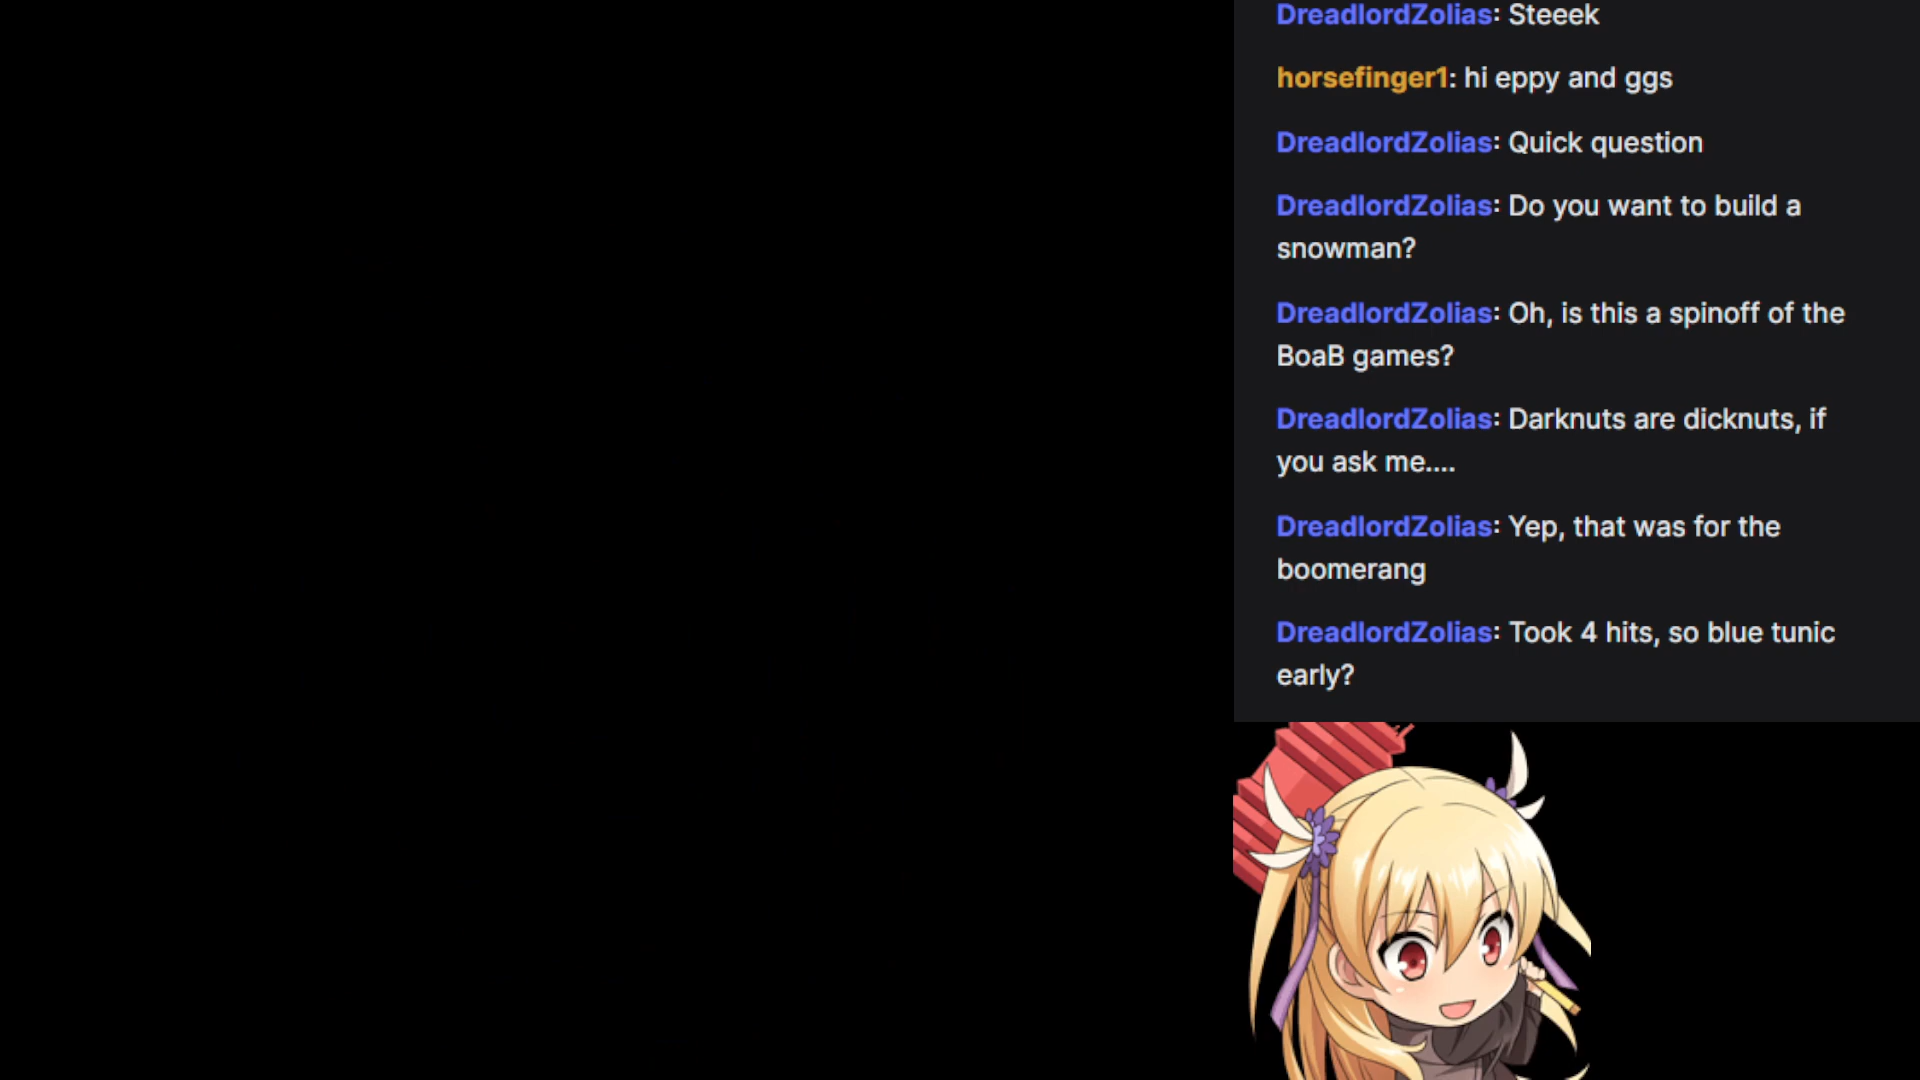 DreadlordZolias: Steeek
horsefinger1: hi eppy and ggs
DreadlordZolias: Quick question
DreadlordZolias: Do you want to build a
snowman?
DreadlordZolias: Oh, is this a spinoff of the
BoaB games?
DreadlordZolias: Darknuts are dicknuts, if
you ask me....
DreadlordZolias: Yep, that was for the
boomerang
DreadlordZolias: Took 4 hits, so blue tunic
early?